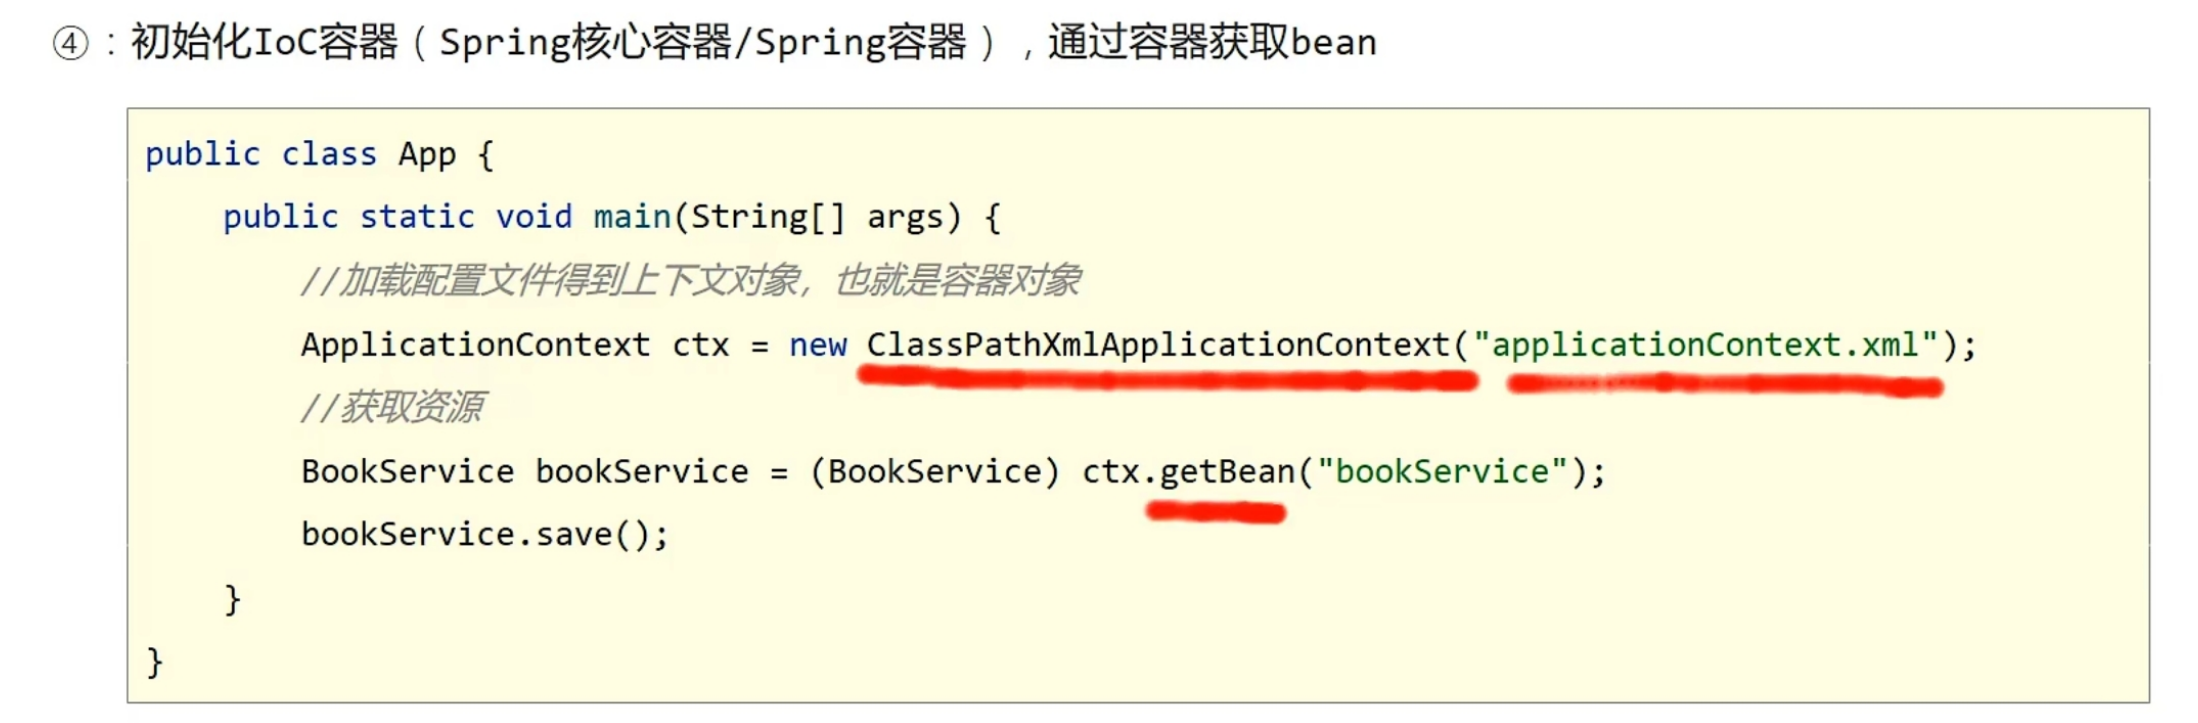 ④：初始化IoC容器（Spring核心容器/Spring容器），通过容器获取bean
public class App {
    public static void main(String[] args) {
        //加载配置文件得到上下文对象，也就是容器对象
        ApplicationContext ctx = new ClassPathXmlApplicationContext("applicationContext.xml");
        //获取资源
        BookService bookService = (BookService) ctx.getBean("bookService");
        bookService.save();
    }
}